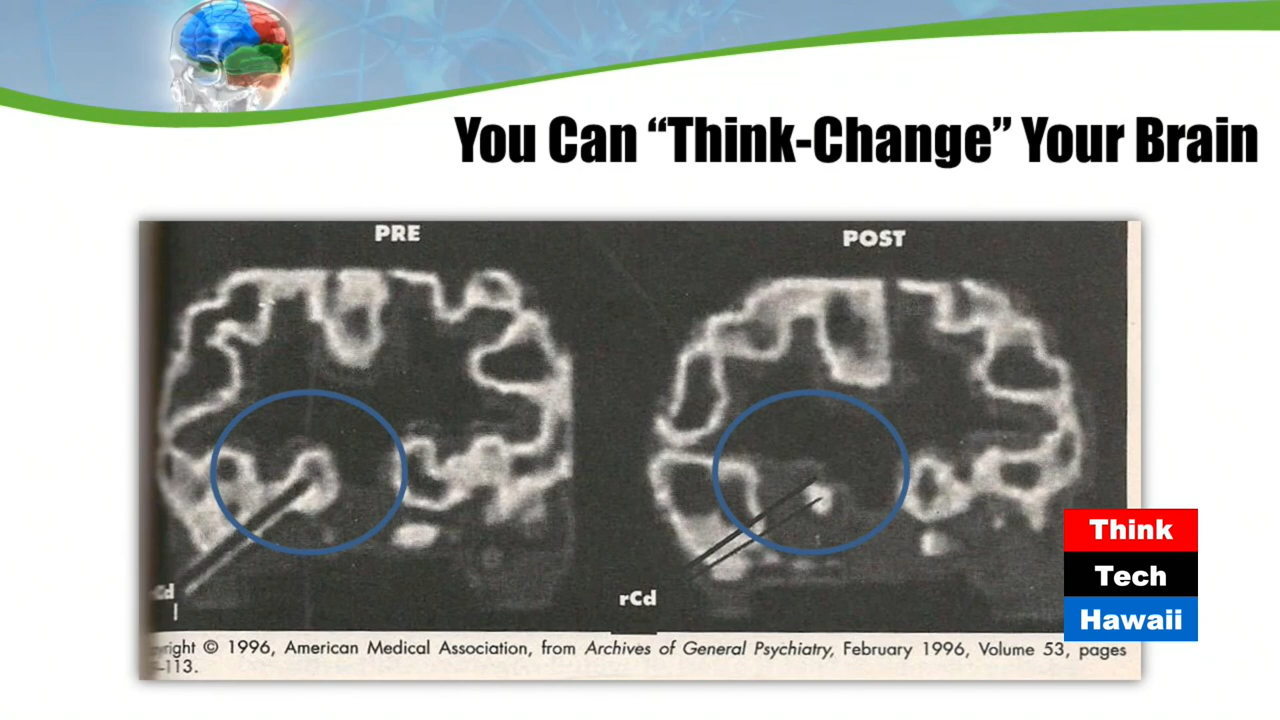 You Can “Think-Change” Your Brain
PRE
POST
rCd
right © 1996, American Medical Association, from Archives of General Psychiatry, February 1996, Volume 53, pages
–113.
Think
Tech
Hawaii